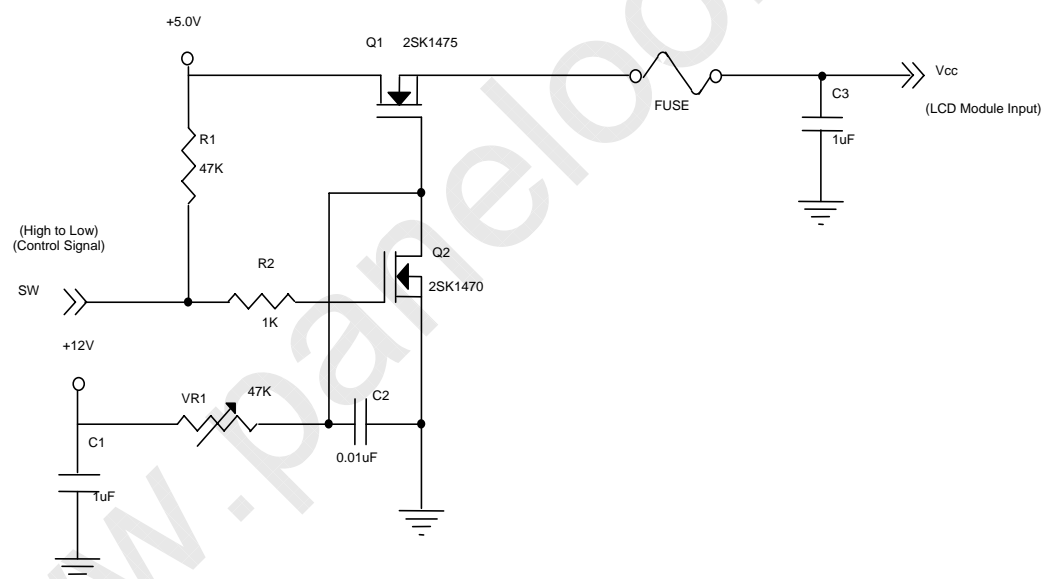 +5.0V
Q1 2SK1475
Vcc
C3
FUSE
(LCD Module Input)
R1
47K
1uF
(High to Low)
(Control Signal)
R2
Q2
2SK1470
SW
1K
+12V
47K
VR1
C2
C1
0.01uF
1uF
w.paneloo